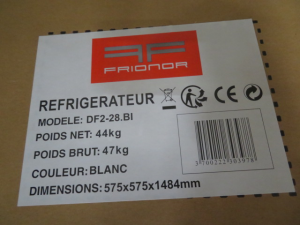 FRIONOR
REFRIGERATEUR
MODELE: DF2-28.BI
POIDS NET: 44kg
POIDS BRUT: 47kg
COULEUR: BLANC
DIMENSIONS: 575x575x1484mm